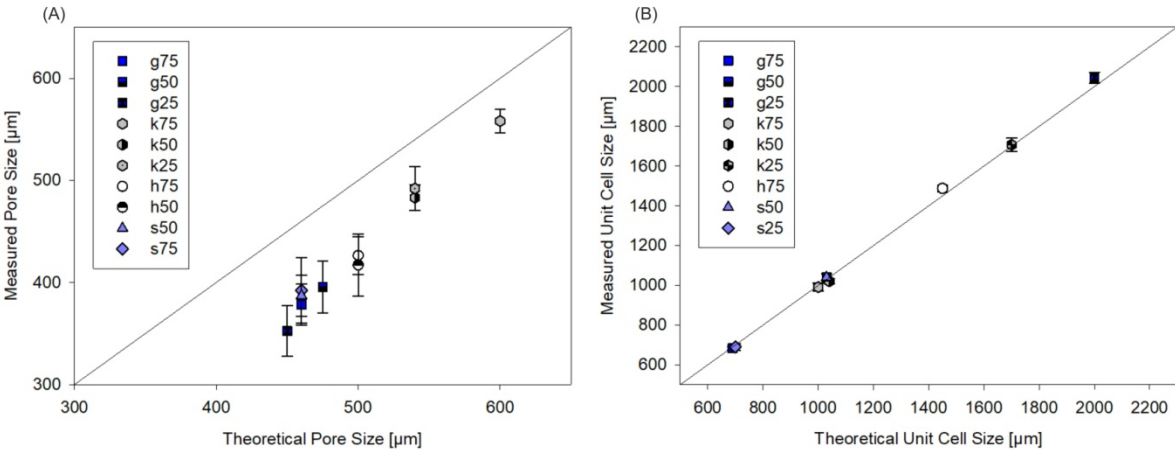 (A)
Measured Pore Size [µm]
600
500
400
300
g75
g50
g25
k75
k50
k25
h75
h50
s50
s75
300
400
500
600
Theoretical Pore Size [µm]
(B)
Measured Unit Cell Size [µm]
2200
2000
1800
1600
1400
1200
1000
800
600
g75
g50
g25
k75
k50
k25
h75
s50
s25
600 800 1000 1200 1400 1600 1800 2000 2200
Theoretical Unit Cell Size [µm]